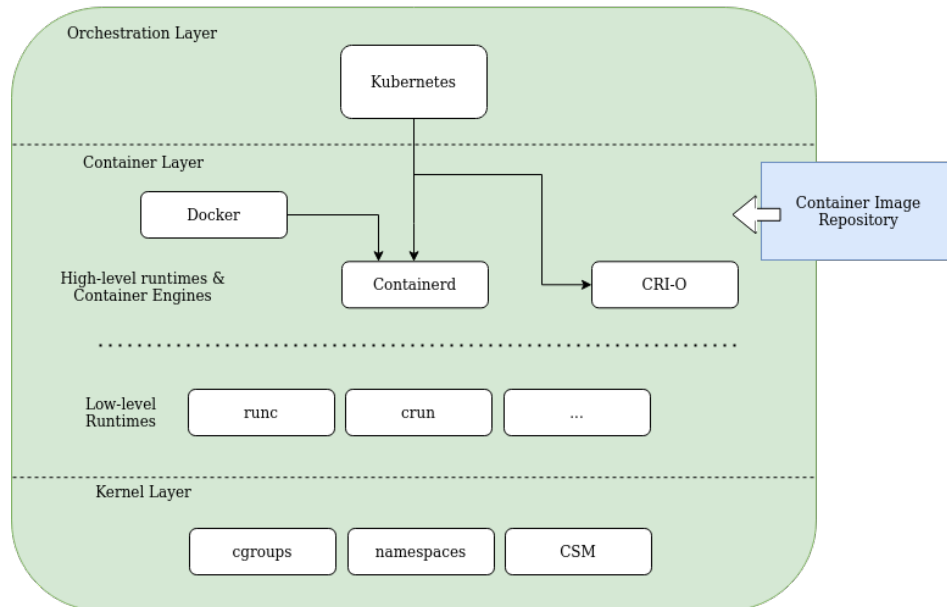 Orchestration Layer
Kubernetes
Container Layer
Container Image
Repository
Docker
High-level runtimes &
Container Engines
Containerd
CRI-O
Low-level
Runtimes
runc
crun
...
Kernel Layer
cgroups
namespaces
CSM